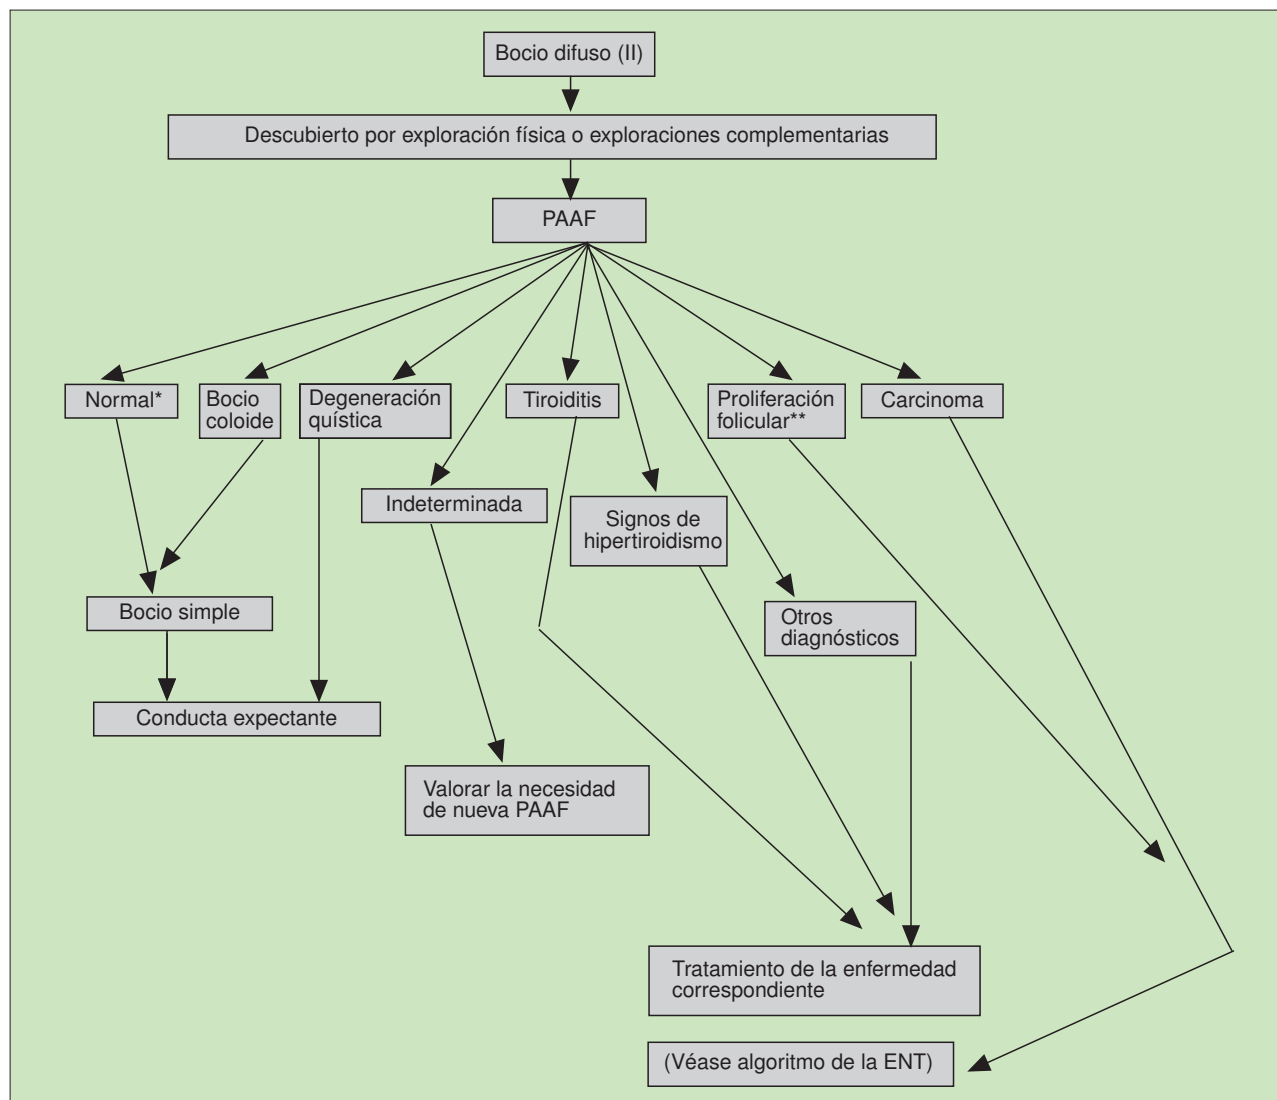 Bocio difuso (II)
Descubierto por exploración física o exploraciones complementarias
PAAF
Normal*
Bocio
coloide
Degeneración
quística
Tiroiditis
Proliferación
folicular**
Carcinoma
Indeterminada
Signos de
hipertiroidismo
Bocio simple
Otros
diagnósticos
Conducta expectante
Valorar la necesidad
de nueva PAAF
Tratamiento de la enfermedad
correspondiente
(Véase algoritmo de la ENT)